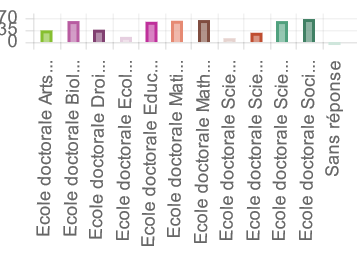 70
35
0
Ecole doctorale Arts...
Ecole doctorale Biol...
Ecole doctorale Droi...
Ecole doctorale Ecol...
Ecole doctorale Educ...
Ecole doctorale Mati...
Ecole doctorale Math...
Ecole doctorale Scie...
Ecole doctorale Scie...
Ecole doctorale Scie...
Ecole doctorale Soci...
Sans réponse